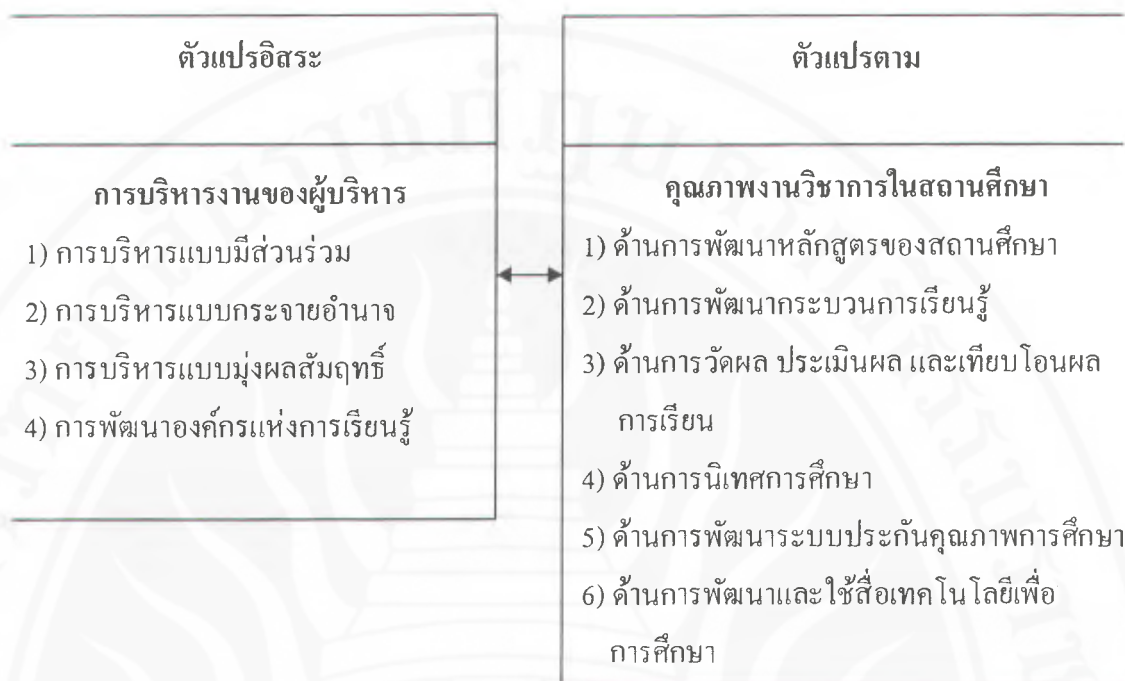 ตัวแปรอิสระ
การบริหารงานของผู้บริหาร
1) การบริหารแบบมีส่วนร่วม
2) การบริหารแบบกระจายอำนาจ
3) การบริหารแบบมุ่งผลสัมฤทธิ์
4) การพัฒนาองค์กรแห่งการเรียนรู้
ตัวแปรตาม
คุณภาพงานวิชาการในสถานศึกษา
1) ด้านการพัฒนาหลักสูตรของสถานศึกษา
2) ด้านการพัฒนากระบวนการเรียนรู้
3) ด้านการวัดผล ประเมินผล และเทียบโอนผล
การเรียน
4) ด้านการนิเทศการศึกษา
5) ด้านการพัฒนาระบบประกันคุณภาพการศึกษา
6) ด้านการพัฒนาและใช้สื่อเทคโนโลยีเพื่อ
การศึกษา